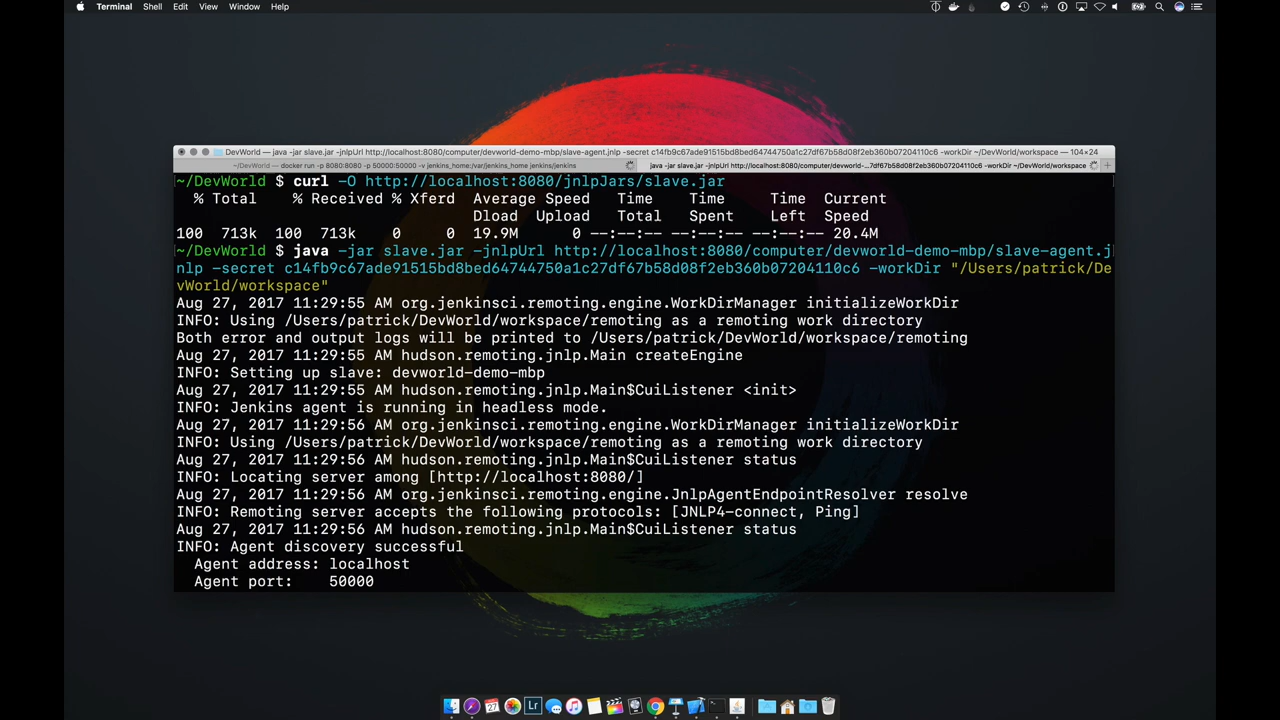 Terminal Shell Edit View Window Help
DevWorld — java -jar slave.jar -jnlpUrl http://localhost:8080/computer/devworld-demo-mbp/slave-agent.jnlp -secret c14fb9c67ade91515bd8bed64744750a1c27df67b58d08f2eb360b07204110c6 -workDir ~/DevWorld/workspace — 104×24
~/DevWorld — docker run -p 8080:8080 -p 50000:50000 -v jenkins_home:/var/jenkins_home jenkins/jenkins
java -jar slave.jar -jnlpUrl http://localhost:8080/computer/devworld-...7df67b58d08f2eb360b07204110c6 -workDir ~/DevWorld/workspace
~/DevWorld $ curl -O http://localhost:8080/jnlpJars/slave.jar
% Total % Received % Xferd Average Speed Time Time Time Current
Dload Upload Total Spent Left Speed
100 713k 100 713k 0 0 19.9M 0 --:--:-- --:--:-- --:--:-- 20.4M
~/DevWorld $ java -jar slave.jar -jnlpUrl http://localhost:8080/computer/devworld-demo-mbp/slave-agent.j
nlp -secret c14fb9c67ade91515bd8bed64744750a1c27df67b58d08f2eb360b07204110c6 -workDir "/Users/patrick/De
vWorld/workspace"
Aug 27, 2017 11:29:55 AM org.jenkinsci.remoting.engine.WorkDirManager initializeWorkDir
INFO: Using /Users/patrick/DevWorld/workspace/remoting as a remoting work directory
Both error and output logs will be printed to /Users/patrick/DevWorld/workspace/remoting
Aug 27, 2017 11:29:55 AM hudson.remoting.jnlp.Main createEngine
INFO: Setting up slave: devworld-demo-mbp
Aug 27, 2017 11:29:55 AM hudson.remoting.jnlp.Main$CuiListener <init>
INFO: Jenkins agent is running in headless mode.
Aug 27, 2017 11:29:56 AM org.jenkinsci.remoting.engine.WorkDirManager initializeWorkDir
INFO: Using /Users/patrick/DevWorld/workspace/remoting as a remoting work directory
Aug 27, 2017 11:29:56 AM hudson.remoting.jnlp.Main$CuiListener status
INFO: Locating server among [http://localhost:8080/]
Aug 27, 2017 11:29:56 AM org.jenkinsci.remoting.engine.JnlpAgentEndpointResolver resolve
INFO: Remoting server accepts the following protocols: [JNLP4-connect, Ping]
Aug 27, 2017 11:29:56 AM hudson.remoting.jnlp.Main$CuiListener status
INFO: Agent discovery successful
Agent address: localhost
Agent port: 50000
27
Lr